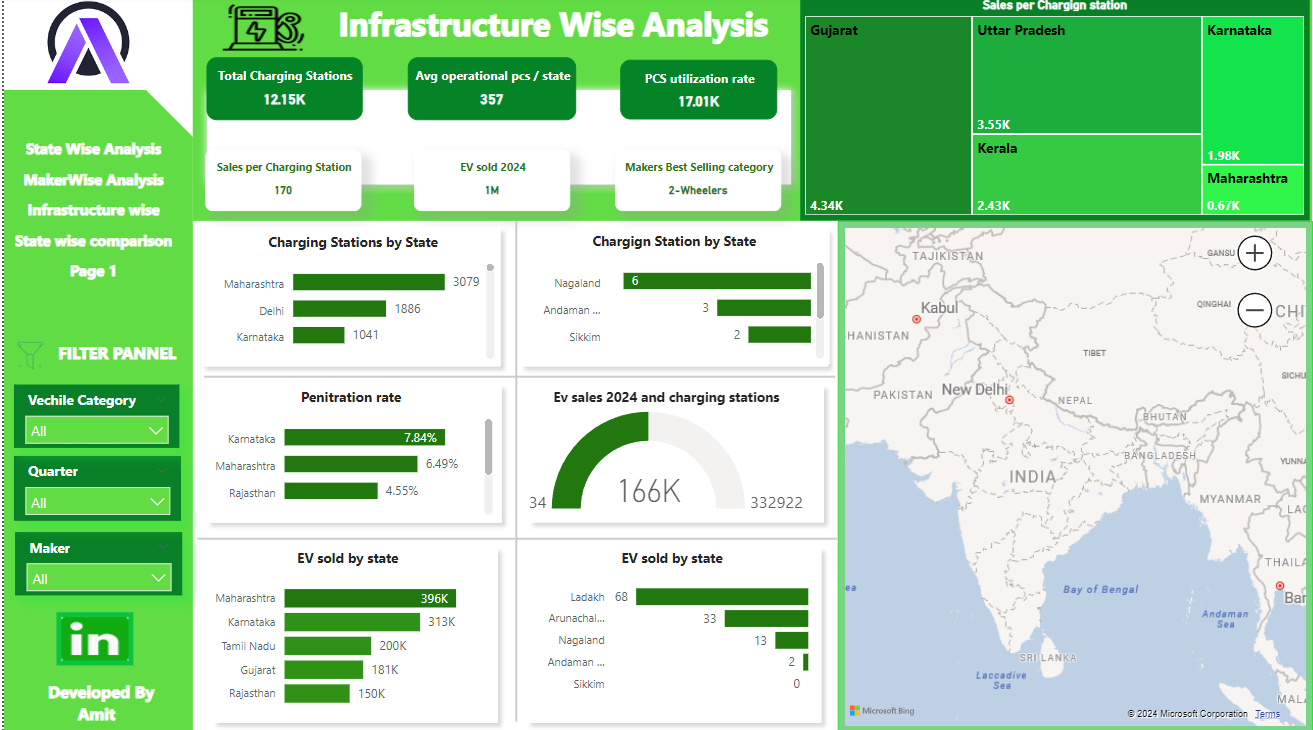 Infrastructure Wise Analysis
Total Charging Stations
12.15K
Avg operational pcs / state
357
PCS utilization rate
17.01K
Sales per Charging Station
170
EV sold 2024
1M
Makers Best Selling category
2-Wheelers
Sales per Chargign station
Gujarat
4.34K
Uttar Pradesh
3.55K
Kerala
2.43K
Karnataka
1.98K
Maharashtra
0.67K
State Wise Analysis
MakerWise Analysis
Infrastructure wise
State wise comparison
Page 1
FILTER PANNEL
Vechile Category
All
Quarter
All
Maker
All
in
Developed By
Amit
Charging Stations by State
Maharashtra 3079
Delhi 1886
Karnataka 1041
Chargign Station by State
Nagaland 6
Andaman ... 3
Sikkim 2
Penitration rate
Karnataka 7.84%
Maharashtra 6.49%
Rajasthan 4.55%
Ev sales 2024 and charging stations
166K
34 332922
EV sold by state
Maharashtra 396K
Karnataka 313K
Tamil Nadu 200K
Gujarat 181K
Rajasthan 150K
EV sold by state
Ladakh 68
Arunachal... 33
Nagaland 13
Andaman ... 2
Sikkim 0
TAJIKISTAN
GANSU
QINGHAI
CHI
Kabul
HANISTAN
TIBET
SICHU
PAKISTAN
New Delhi
NEPAL
BHUTAN
BANGLADESH
YUNNA
INDIA
MYANMAR
LAO
THAILA
Bay of Bengal
Ban
Andaman
Sea
ea
SRI LANKA
Laccadive
Sea
MALA
Microsoft Bing
© 2024 Microsoft Corporation Terms